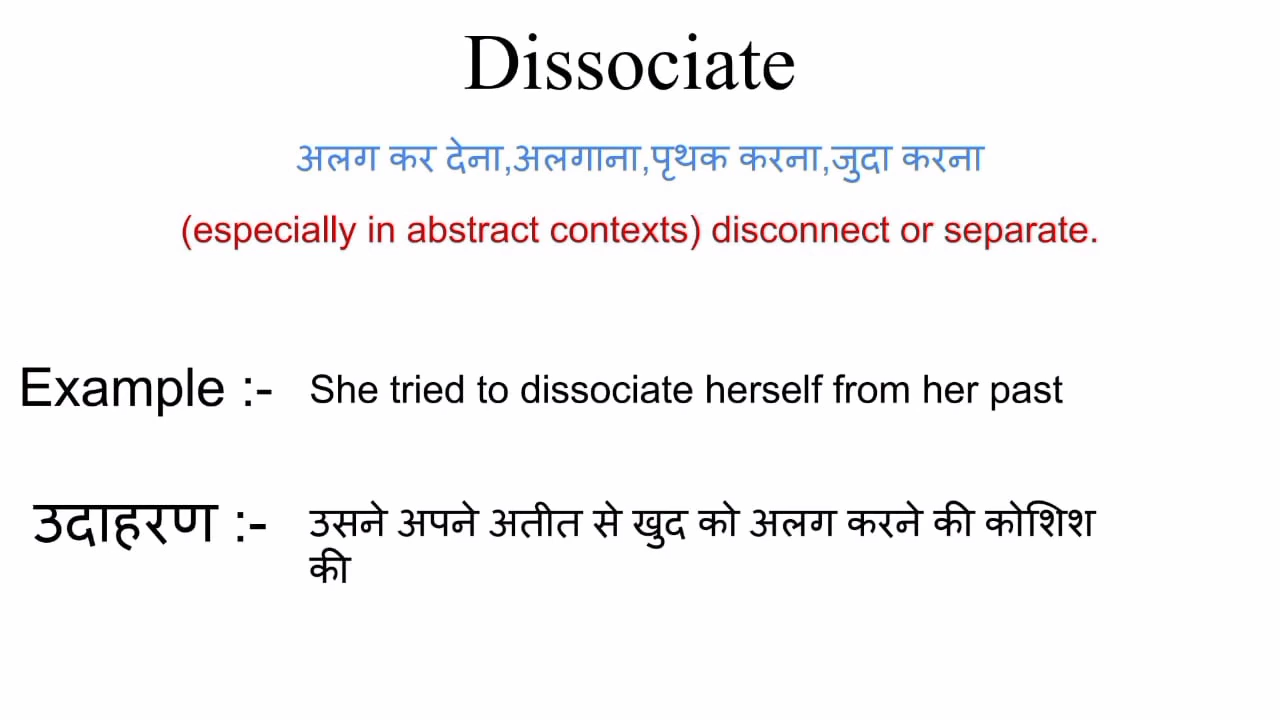 Dissociate
अलग कर देना,अलगाना,पृथक करना,जुदा करना
(especially in abstract contexts) disconnect or separate.
Example :- She tried to dissociate herself from her past
उदाहरण :- उसने अपने अतीत से खुद को अलग करने की कोशिश
की